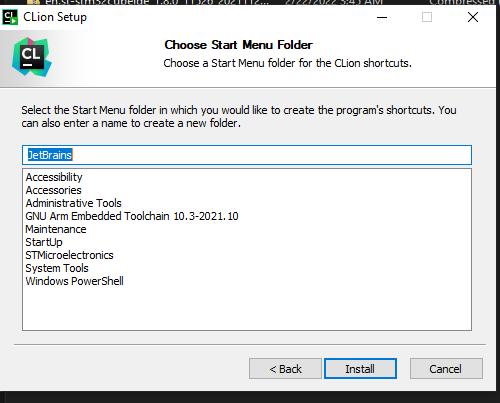 CLion Setup
CL
Choose Start Menu Folder
Choose a Start Menu folder for the CLion shortcuts.
Select the Start Menu folder in which you would like to create the program's shortcuts. You
can also enter a name to create a new folder.
JetBrains
Accessibility
Accessories
Administrative Tools
GNU Arm Embedded Toolchain 10.3-2021.10
Maintenance
StartUp
STMicroelectronics
System Tools
Windows PowerShell
< Back
Install
Cancel